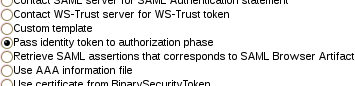 Contact SAML server for SAML Authentication statement
Contact WS-Trust server for WS-Trust token
Custom template
Pass identity token to authorization phase
Retrieve SAML assertions that corresponds to SAML Browser Artifact
Use AAA information file
Use certificate from BinarySecurityToken